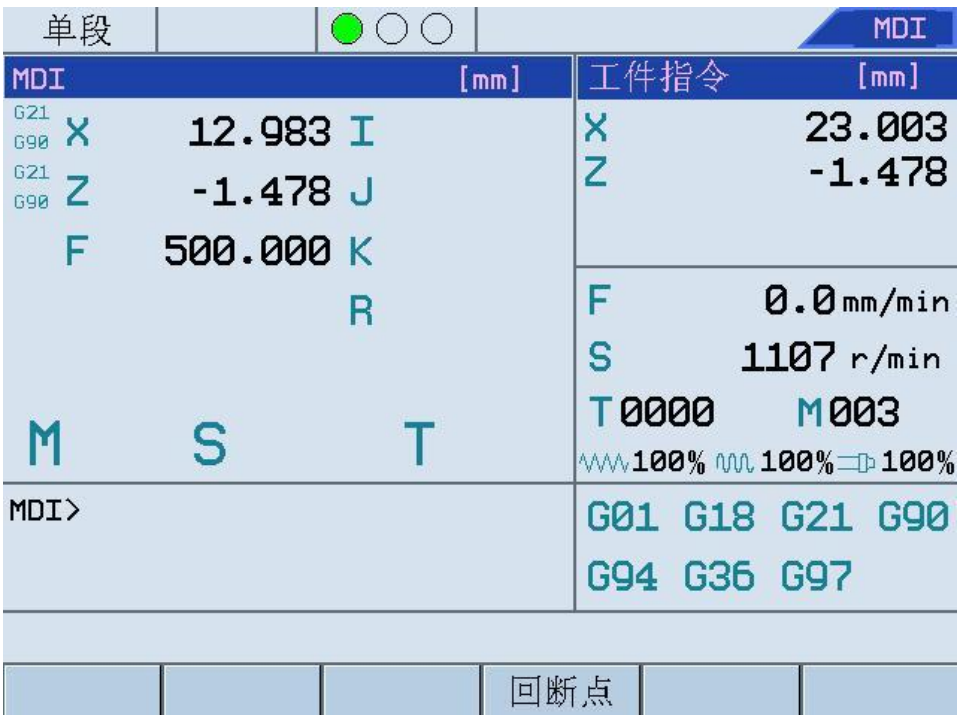 单段 MDI
MDI [mm]
G21 G90 X 12.983 I
G21 G90 Z -1.478 J
F 500.000 K
R
M S T
MDI>
工件指令 [mm]
X 23.003
Z -1.478
F 0.0 mm/min
S 1107 r/min
T0000 M003
100% 100% 100%
G01 G18 G21 G90
G94 G36 G97
回断点